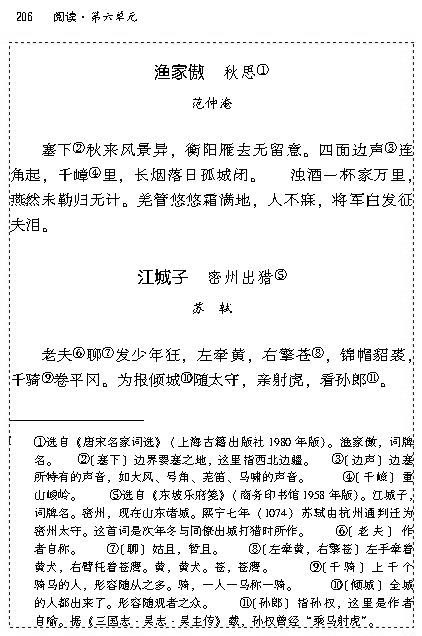 206 阅读·第六单元
渔家傲 秋思①
范仲淹
塞下②秋来风景异，衡阳雁去无留意。四面边声③连
角起，千嶂④里，长烟落日孤城闭。 浊酒一杯家万里，
燕然未勒归无计。羌管悠悠霜满地，人不寐，将军白发征
夫泪。
江城子 密州出猎⑤
苏 轼
老夫⑥聊⑦发少年狂，左牵黄，右擎苍⑧，锦帽貂裘，
千骑⑨卷平冈。为报倾城⑩随太守，亲射虎，看孙郎⑪。
①选自《唐宋名家词选》（上海古籍出版社1980年版）。渔家傲，词牌
名。 ②〔塞下〕边界要塞之地，这里指西北边疆。 ③〔边声〕边塞
所特有的声音，如大风、号角、羌笛、马啸的声音。 ④〔千嶂〕重
山峻岭。 ⑤选自《东坡乐府笺》（商务印书馆1958年版）。江城子，
词牌名。密州，现在山东诸城。熙宁七年（1074）苏轼由杭州通判迁为
密州太守。这首词是次年冬与同僚出城打猎时所作。 ⑥〔老夫〕作
者自称。 ⑦〔聊〕姑且，暂且。 ⑧〔左牵黄，右擎苍〕左手牵着
黄犬，右臂托着苍鹰。黄，黄犬。苍，苍鹰。 ⑨〔千骑〕上千个
骑马的人，形容随从之多。骑，一人一马称一骑。 ⑩〔倾城〕全城
的人都出来了。形容随观者之众。 ⑪〔孙郎〕指孙权，这里是作者
自喻。据《三国志·吴志·吴主传》载，孙权曾经“乘马射虎”。